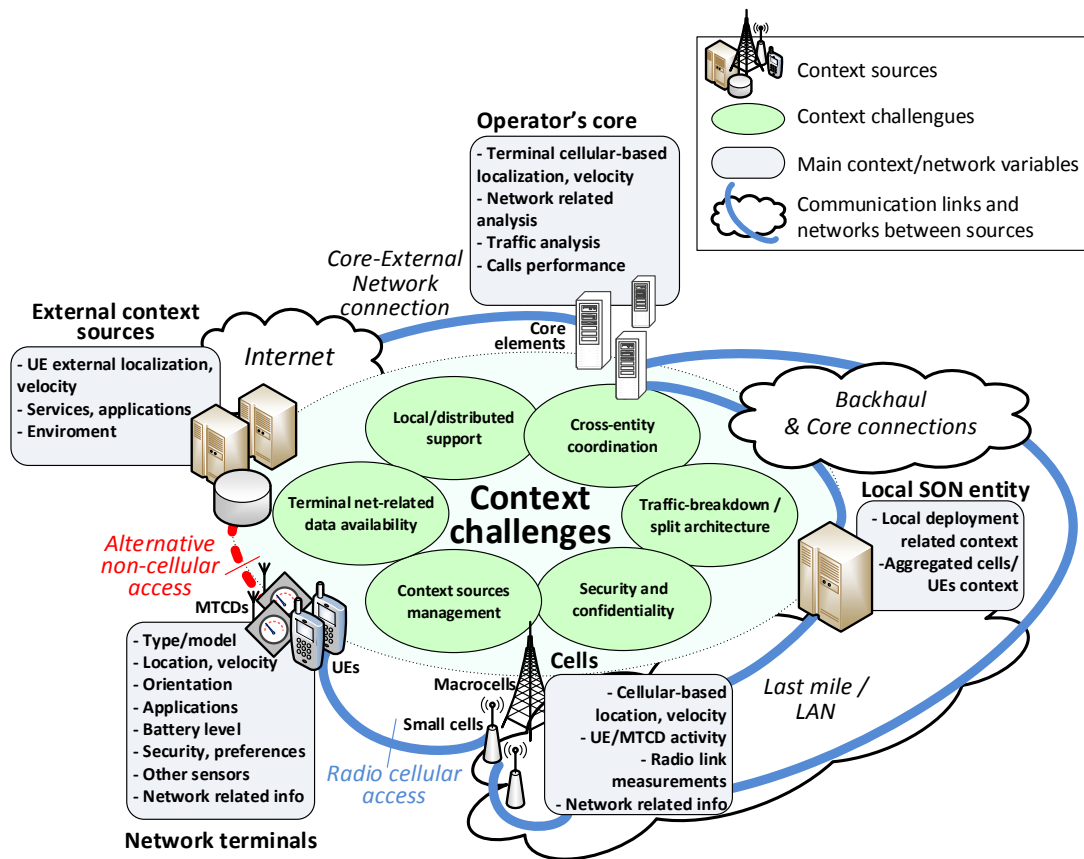 Context sources
Context challengues
Main context/network variables
Communication links and
networks between sources
Operator's core
- Terminal cellular-based
localization, velocity
- Network related
analysis
- Traffic analysis
- Calls performance
Core-External
Network
connection
Core
elements
External context
sources
- UE external localization,
velocity
- Services, applications
- Enviroment
Internet
Backhaul
& Core connections
Local/distributed
support
Cross-entity
coordination
Terminal net-related
data availability
Context
challenges
Traffic-breakdown /
split architecture
Context sources
management
Security and
confidentiality
Local SON entity
- Local deployment
related context
-Aggregated cells/
UEs context
Alternative
non-cellular
access
MTCDs
UEs
- Type/model
- Location, velocity
- Orientation
- Applications
- Battery level
- Security, preferences
- Other sensors
- Network related info
Network terminals
Radio cellular
access
Cells
Macrocells
Small cells
- Cellular-based
location, velocity
- UE/MTCD activity
- Radio link
measurements
- Network related info
Last mile /
LAN